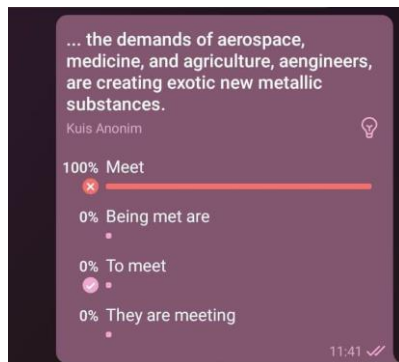 ... the demands of aerospace,
medicine, and agriculture, aengineers,
are creating exotic new metallic
substances.
Kuis Anonim
100% Meet
0% Being met are
0% To meet
0% They are meeting
11:41